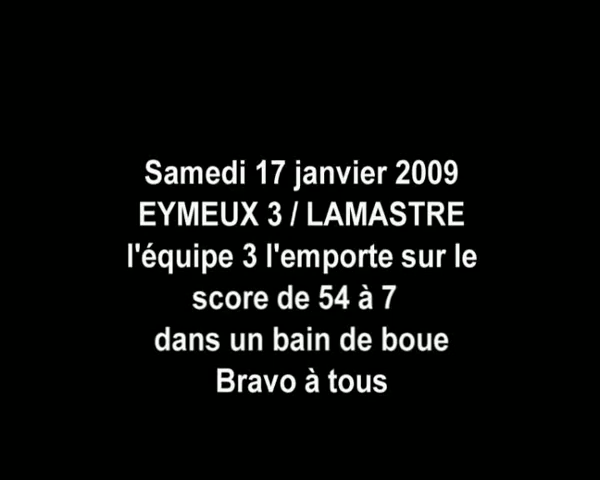 Samedi 17 janvier 2009
EYMEUX 3 / LAMASTRE
l'équipe 3 l'emporte sur le
score de 54 à 7
dans un bain de boue
Bravo à tous